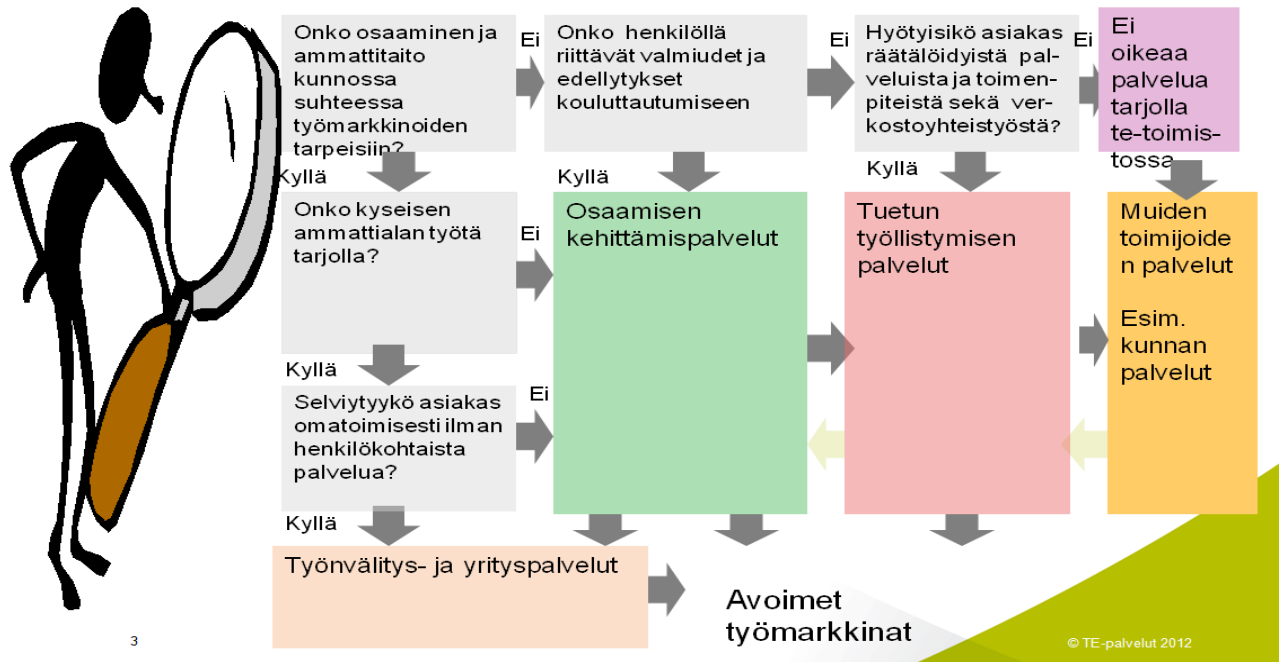 Onko osaaminen ja
ammattitaito
kunnossa
suhteessa
työmarkkinoiden
tarpeisiin?
Ei
Onko henkilöllä
riittävät valmiudet ja
edellytykset
kouluttautumiseen
Ei
Hyötyisikö asiakas
räätälöidyistä pal-
veluista ja toimen-
piteistä sekä ver-
kostoyhteistyöstä?
Ei
Ei
oikeaa
palvelua
tarjolla
te-toimis-
tossa
Kyllä
Kyllä
Kyllä
Onko kyseisen
ammattialan työtä
tarjolla?
Ei
Osaamisen
kehittämispalvelut
Tuetun
työllistymisen
palvelut
Muiden
toimijoide
n palvelut
Esim.
kunnan
palvelut
Kyllä
Selviytyykö asiakas
omatoimisesti ilman
henkilökohtaista
palvelua?
Ei
Kyllä
Työnvälitys- ja yrityspalvelut
Avoimet
työmarkkinat
3
© TE-palvelut 2012